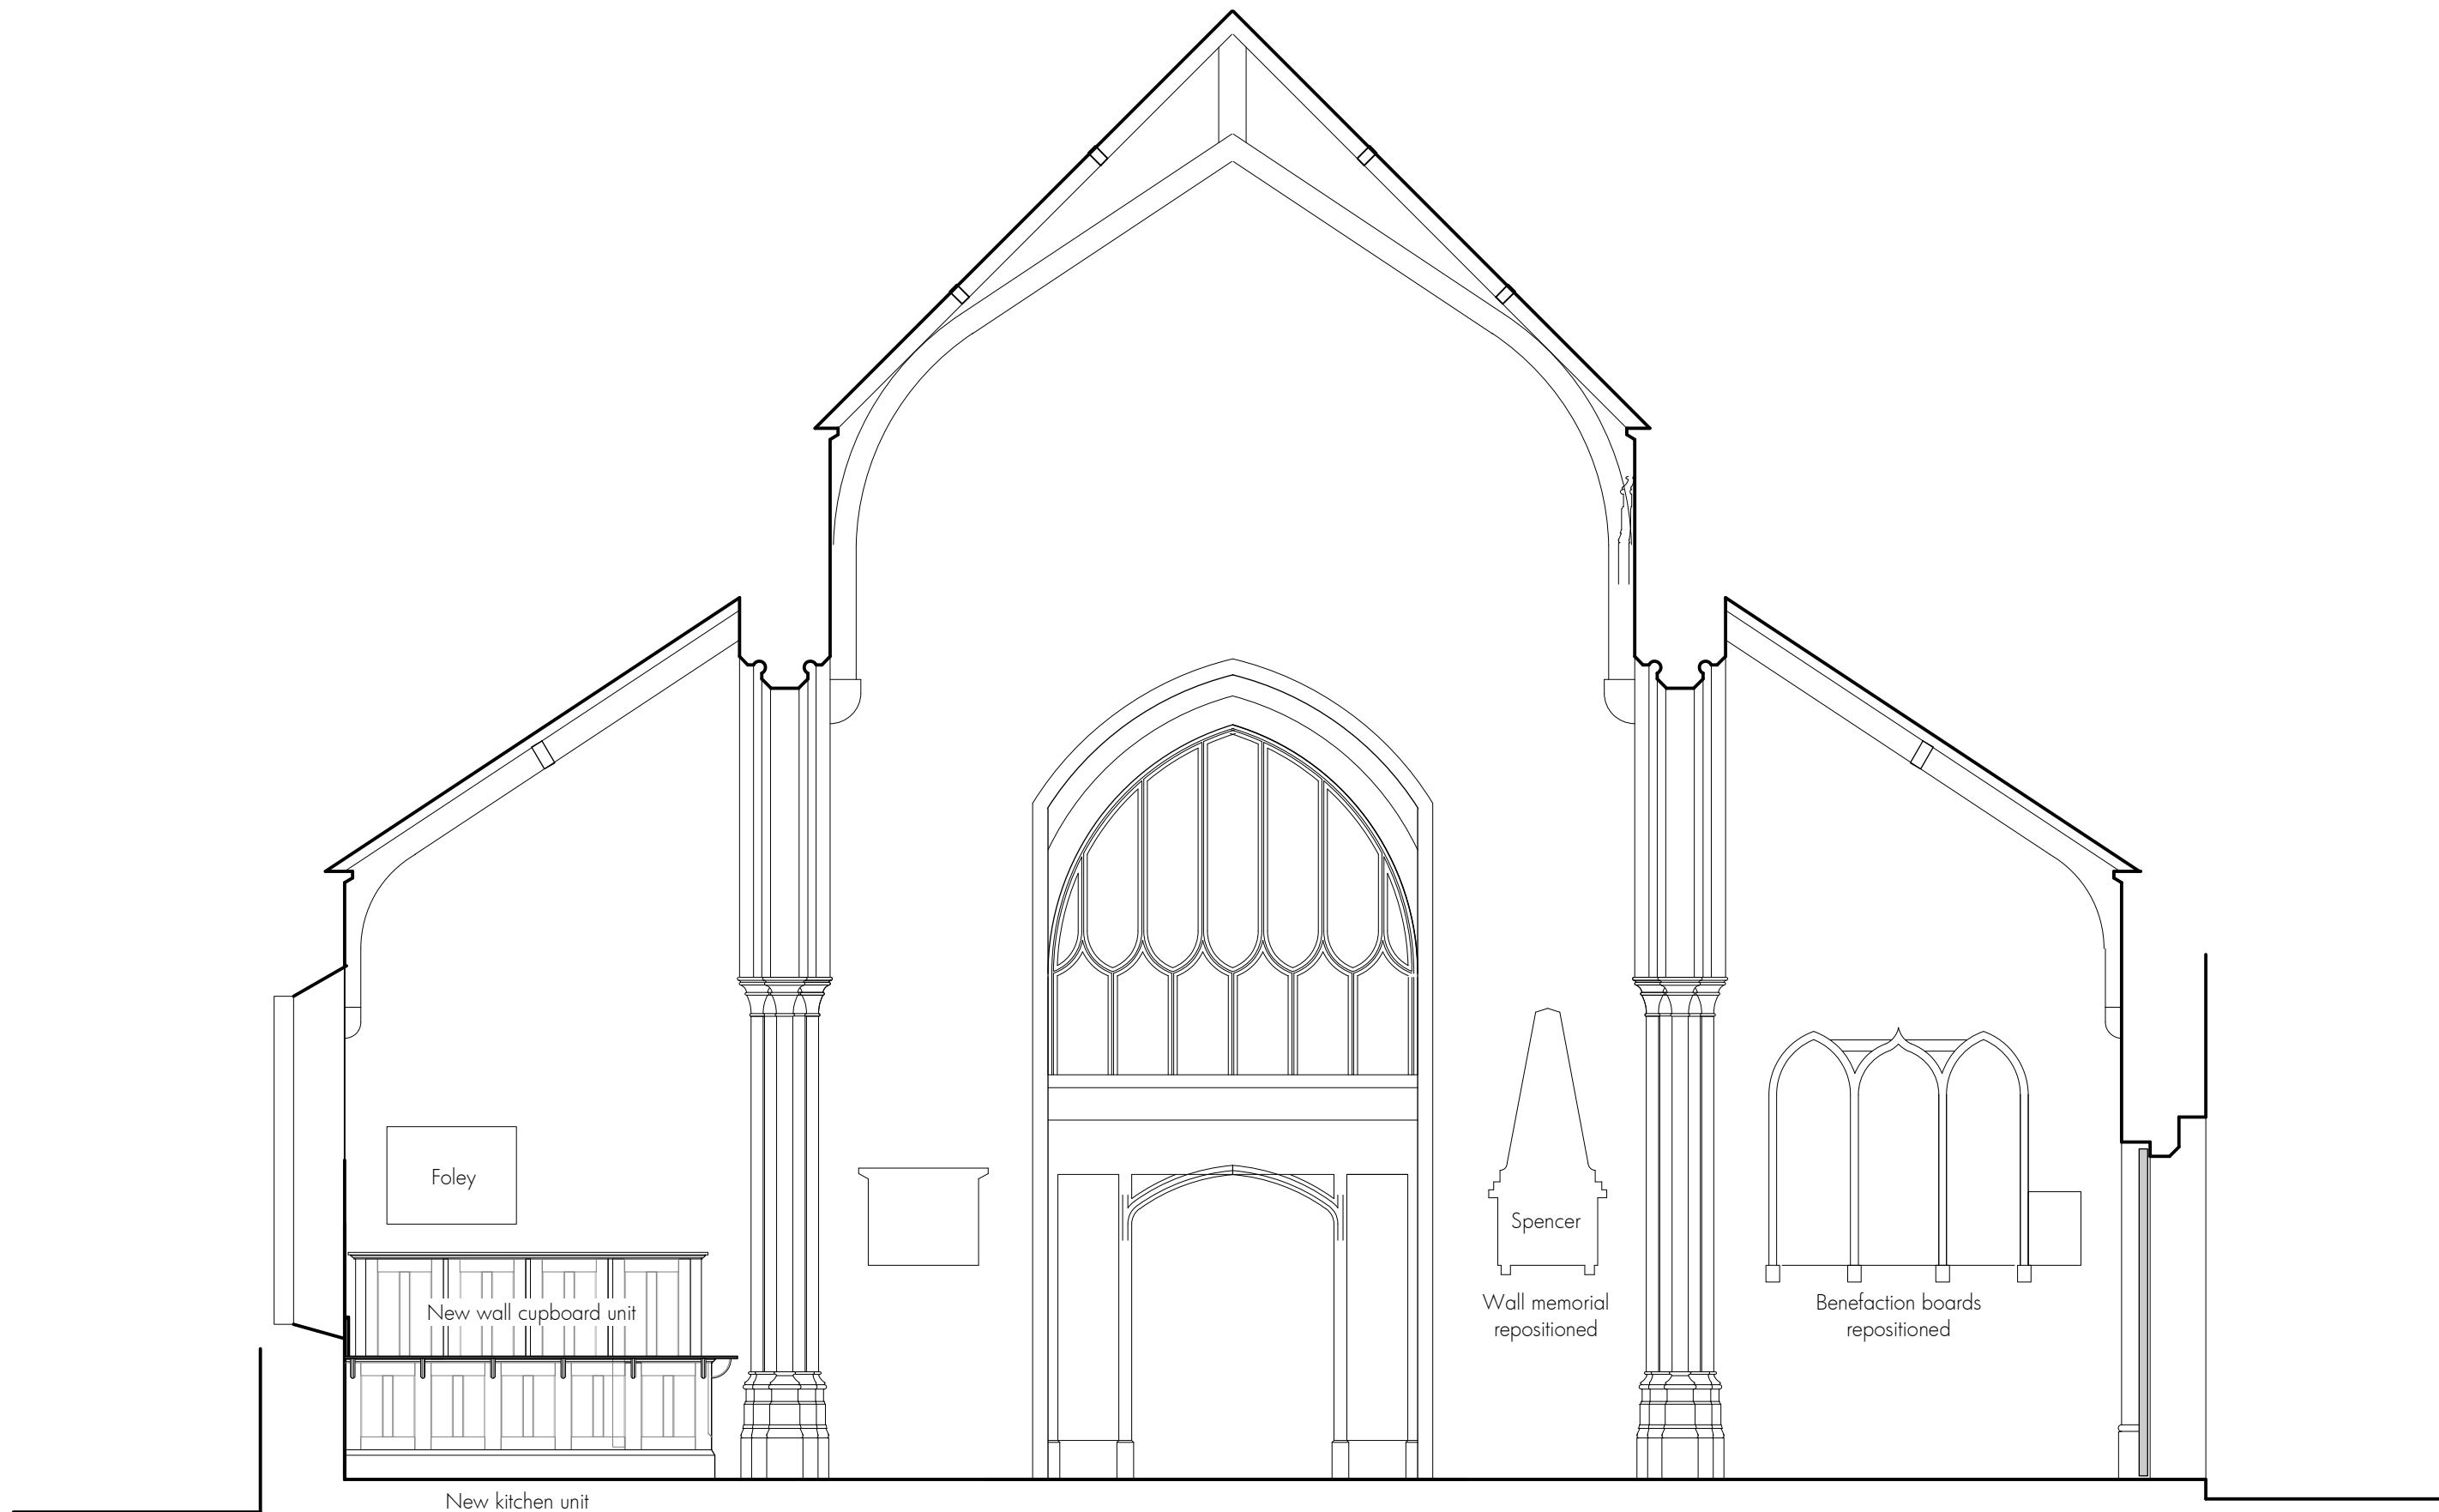 Foley
Spencer
New wall cupboard unit
Wall memorial
repositioned
Benefaction boards
repositioned
New kitchen unit